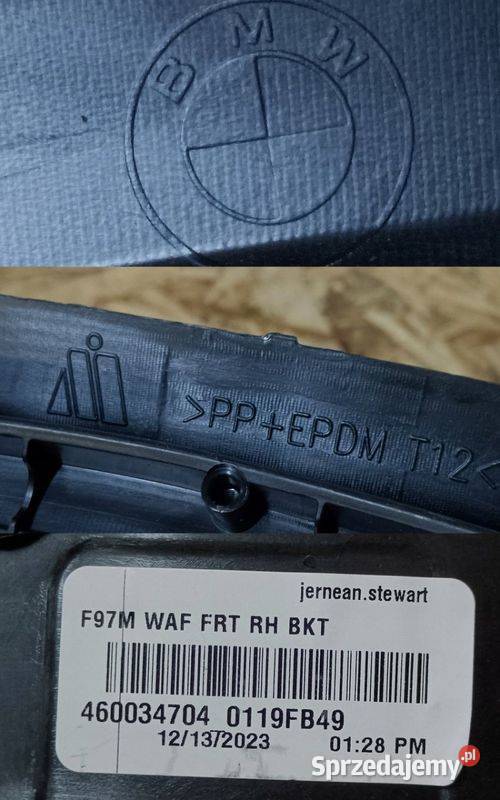 BMW
>PP+EPDM T12<
jernean.stewart
F97M WAF FRT RH BKT
460034704 0119FB49
12/13/2023 01:28 PM
Sprzedajemy.pl